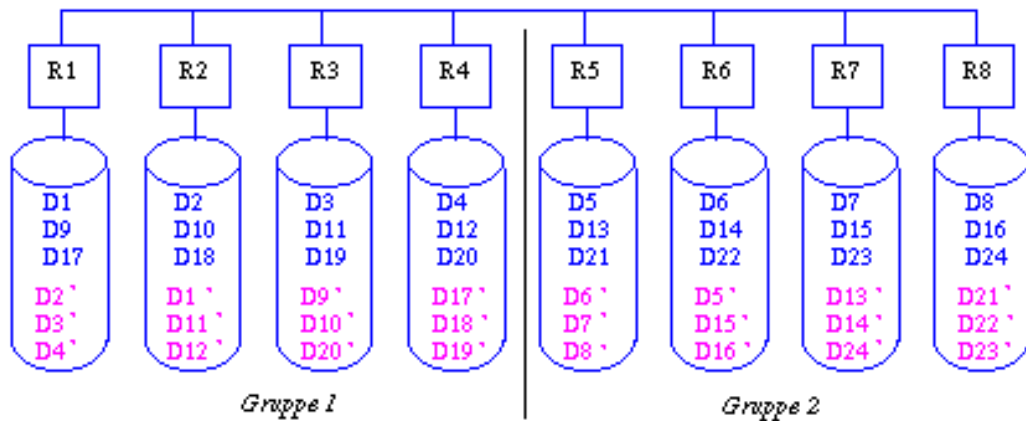 R1 R2 R3 R4 R5 R6 R7 R8
D1 D2 D3 D4 D5 D6 D7 D8
D9 D10 D11 D12 D13 D14 D15 D16
D17 D18 D19 D20 D21 D22 D23 D24
D2` D1` D9` D17` D6` D5` D13` D21`
D3` D11` D10` D18` D7` D15` D14` D22`
D4` D12` D20` D19` D8` D16` D24` D23`
Gruppe 1 Gruppe 2